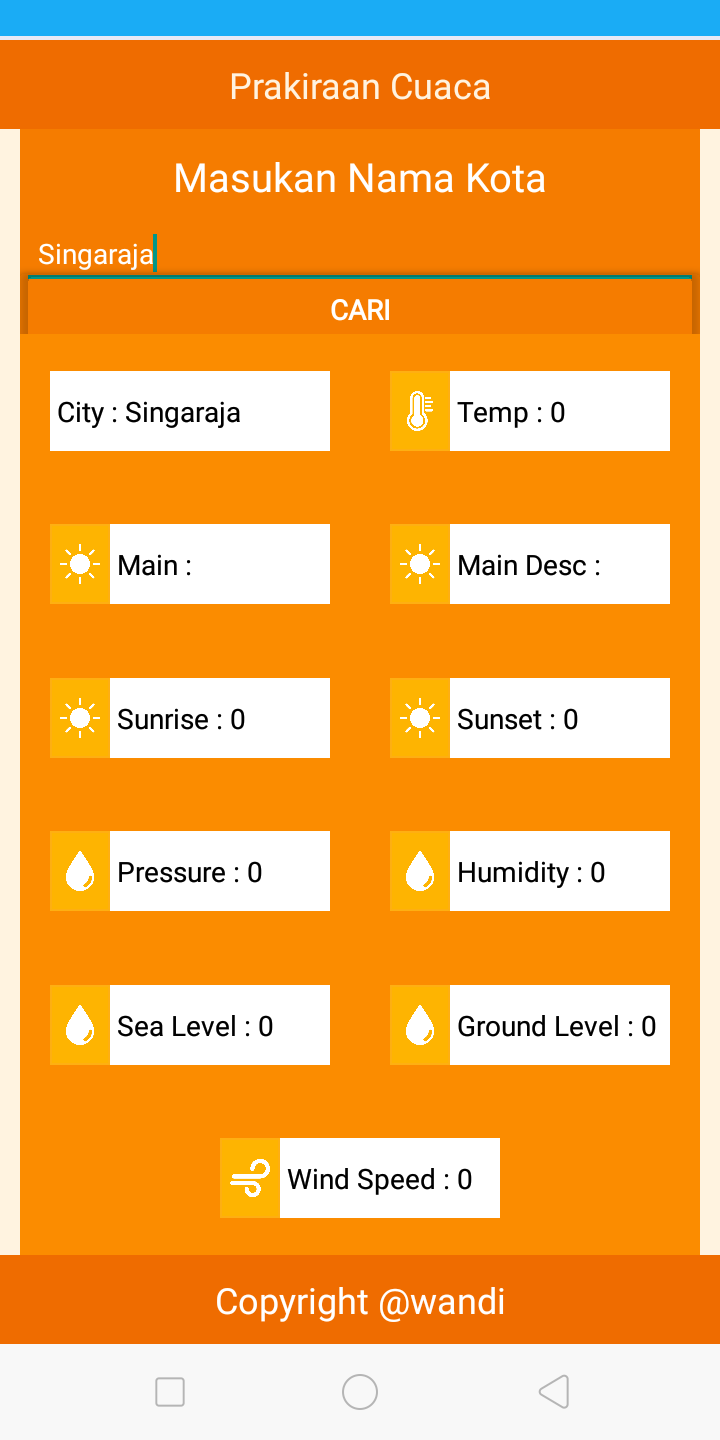 Prakiraan Cuaca
Masukan Nama Kota
Singaraja
CARI
City : Singaraja
Temp : 0
Main :
Main Desc :
Sunrise : 0
Sunset : 0
Pressure : 0
Humidity : 0
Sea Level : 0
Ground Level : 0
Wind Speed : 0
Copyright @wandi